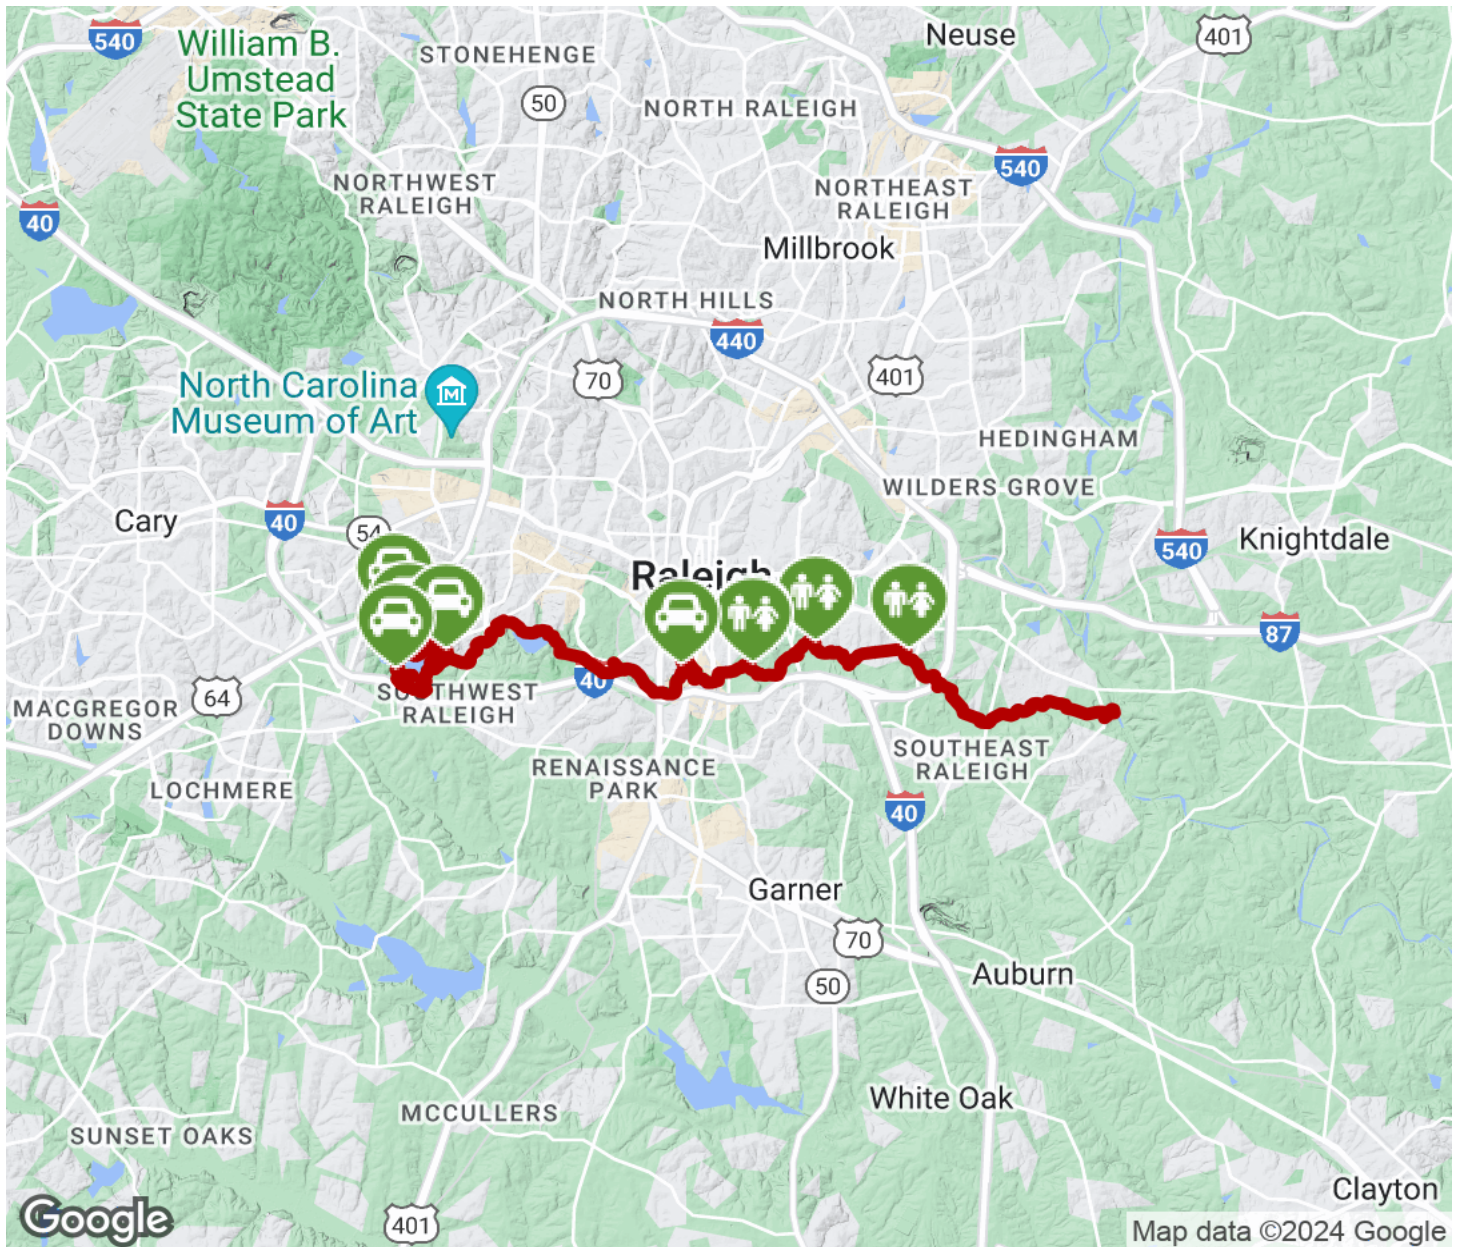 Neuse
401
540
William B.
Umstead
State Park
STONEHENGE
50
NORTH RALEIGH
540
NORTHWEST
RALEIGH
NORTHEAST
RALEIGH
40
Millbrook
NORTH HILLS
440
70
401
North Carolina
Museum of Art
M
HEDINGHAM
WILDERS GROVE
Cary
40
54
540
Knightdale
Raleigh
87
64
40
SOUTHWEST
RALEIGH
MACGREGOR
DOWNS
SOUTHEAST
RALEIGH
RENAISSANCE
PARK
LOCHMERE
40
Garner
70
50
Auburn
White Oak
MCCULLERS
SUNSET OAKS
Clayton
401
Google
Map data ©2024 Google